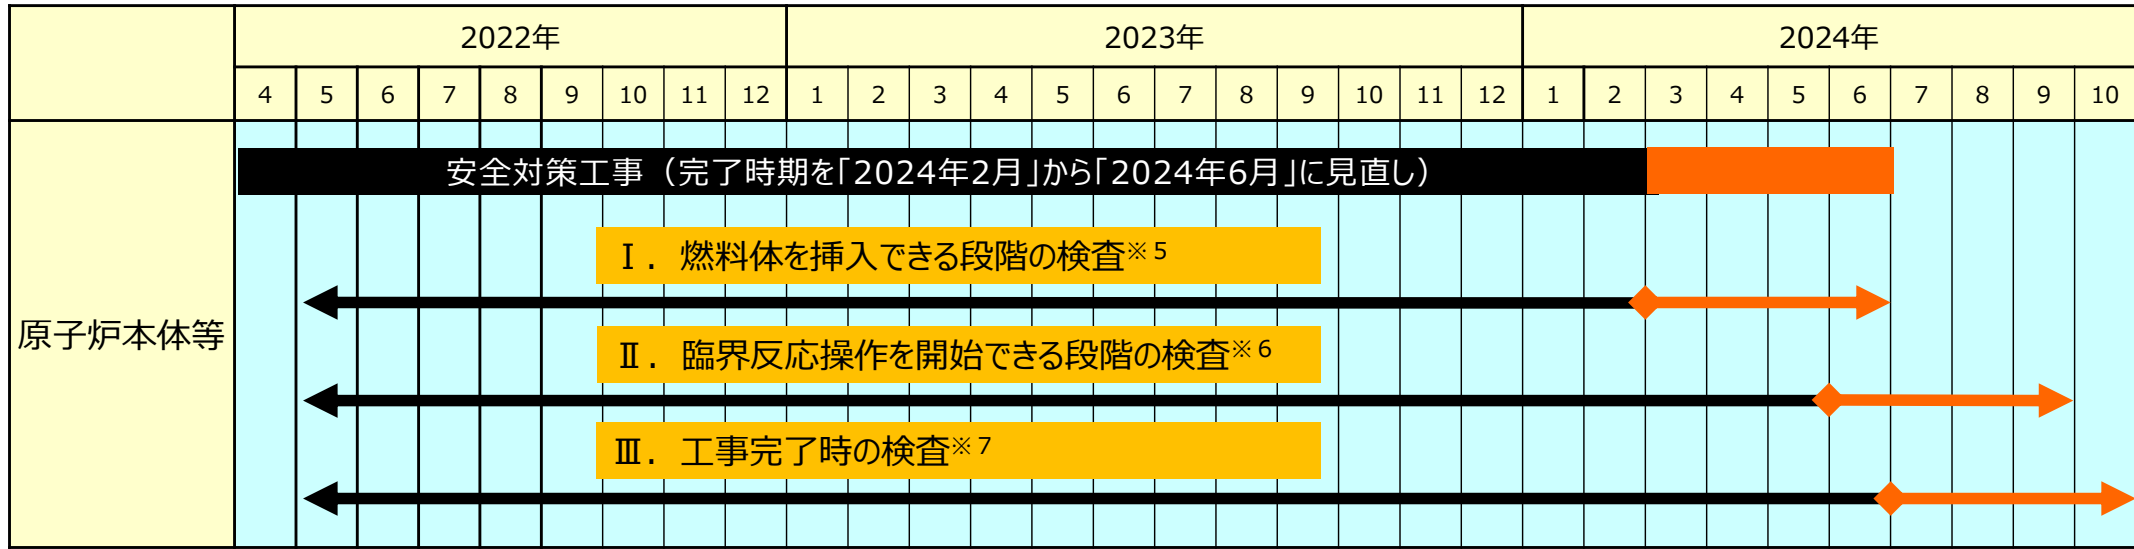 2022年 2023年 2024年
4 5 6 7 8 9 10 11 12 1 2 3 4 5 6 7 8 9 10 11 12 1 2 3 4 5 6 7 8 9 10
安全対策工事（完了時期を「2024年2月」から「2024年6月」に見直し）
Ⅰ．燃料体を挿入できる段階の検査※5
原子炉本体等
Ⅱ．臨界反応操作を開始できる段階の検査※6
Ⅲ．工事完了時の検査※7